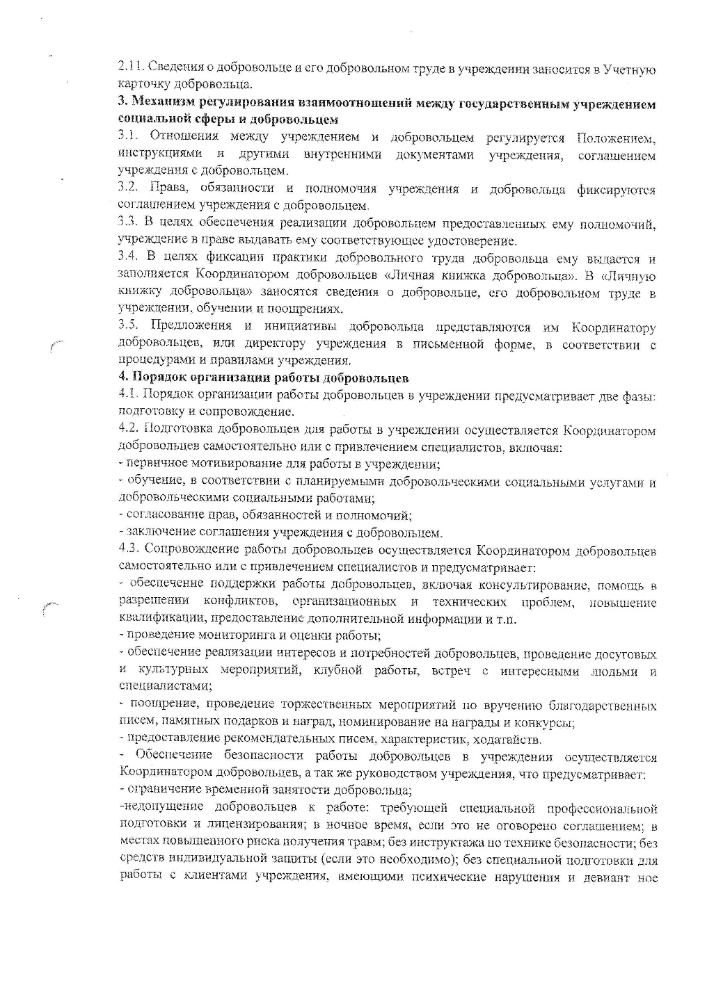 2.11. Сведения о добровольце и его добровольном труде в учреждении заносится в Учетную
карточку добровольца.
3. Механизм регулирования взаимоотношений между государственным учреждением
социальной сферы и добровольцем
3.1. Отношения между учреждением и добровольцем регулируется Положением,
инструкциями и другими внутренними документами учреждения, соглашением
учреждения с добровольцем.
3.2. Права, обязанности и полномочия учреждения и добровольца фиксируются
соглашением учреждения с добровольцем.
3.3. В целях обеспечения реализации добровольцем предоставленных ему полномочий,
учреждение в праве выдавать ему соответствующее удостоверение.
3.4. В целях фиксации практики добровольного труда добровольца ему выдается и
заполняется Координатором добровольцев «Личная книжка добровольца». В «Личную
книжку добровольца» заносятся сведения о добровольце, его добровольном труде в
учреждении, обучении и поощрениях.
3.5. Предложения и инициативы добровольца представляются им Координатору
добровольцев, или директору учреждения в письменной форме, в соответствии с
процедурами и правилами учреждения.
4. Порядок организации работы добровольцев
4.1. Порядок организации работы добровольцев в учреждении предусматривает две фазы:
подготовку и сопровождение.
4.2. Подготовка добровольцев для работы в учреждении осуществляется Координатором
добровольцев самостоятельно или с привлечением специалистов, включая:
- первичное мотивирование для работы в учреждении;
- обучение, в соответствии с планируемыми добровольческими социальными услугами и
добровольческими социальными работами;
- согласование прав, обязанностей и полномочий;
- заключение соглашения учреждения с добровольцем.
4.3. Сопровождение работы добровольцев осуществляется Координатором добровольцев
самостоятельно или с привлечением специалистов и предусматривает:
- обеспечение поддержки работы добровольцев, включая консультирование, помощь в
разрешении конфликтов, организационных и технических проблем, повышение
квалификации, предоставление дополнительной информации и т.п.
- проведение мониторинга и оценки работы;
- обеспечение реализации интересов и потребностей добровольцев, проведение досуговых
и культурных мероприятий, клубной работы, встреч с интересными людьми и
специалистами;
- поощрение, проведение торжественных мероприятий по вручению благодарственных
писем, памятных подарков и наград, номинирование на награды и конкурсы;
- предоставление рекомендательных писем, характеристик, ходатайств.
- Обеспечение безопасности работы добровольцев в учреждении осуществляется
Координатором добровольцев, а так же руководством учреждения, что предусматривает:
- ограничение временной занятости добровольца;
-недопущение добровольцев к работе: требующей специальной профессиональной
подготовки и лицензирования; в ночное время, если это не оговорено соглашением; в
местах повышенного риска получения травм; без инструктажа по технике безопасности; без
средств индивидуальной защиты (если это необходимо); без специальной подготовки для
работы с клиентами учреждения, имеющими психические нарушения и девиант ное